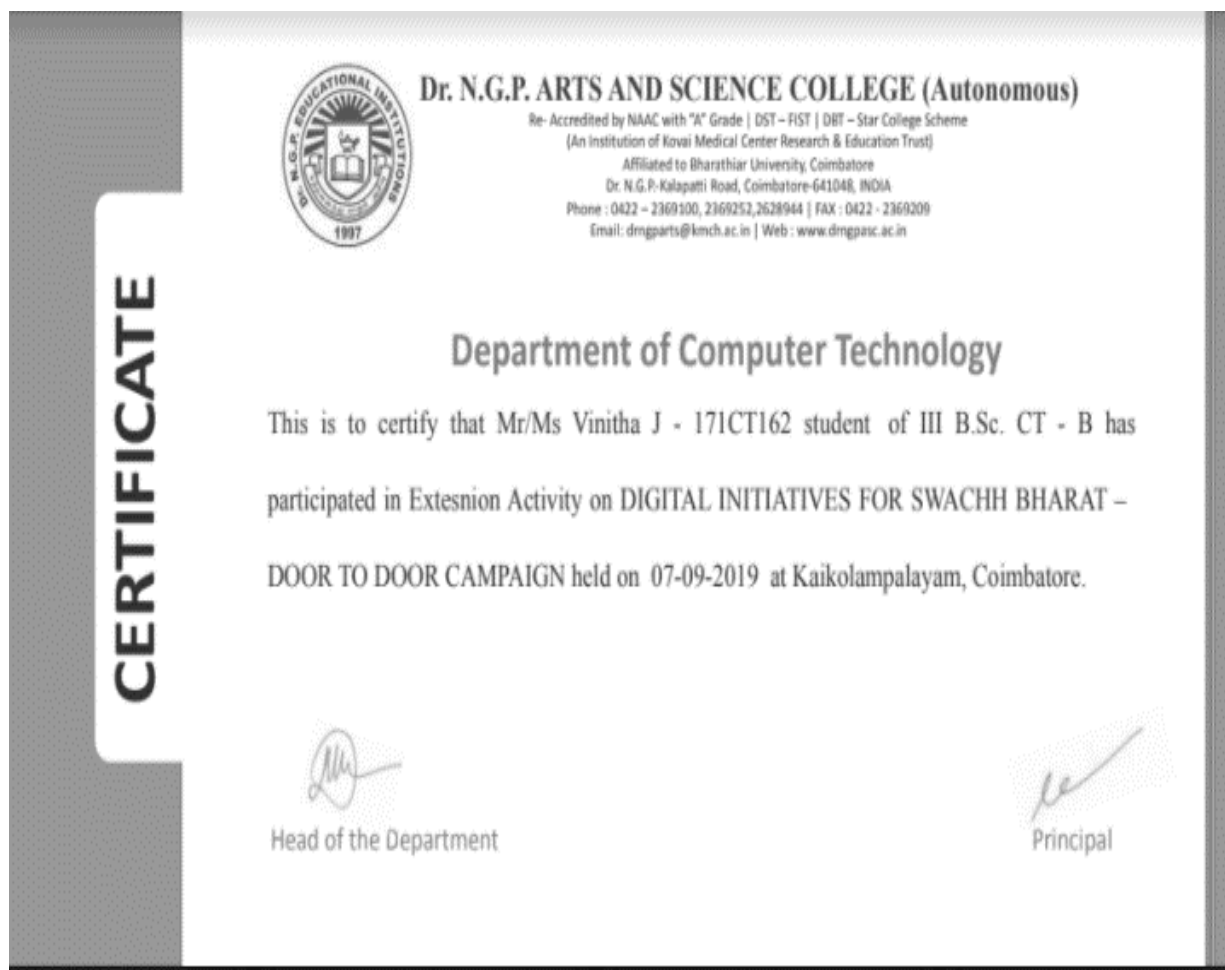 CERTIFICATE
Dr. N.G.P. EDUCATIONAL INSTITUTIONS
1997
Dr. N.G.P. ARTS AND SCIENCE COLLEGE (Autonomous)
Re- Accredited by NAAC with "A" Grade | DST – FIST | DBT – Star College Scheme
(An Institution of Kovai Medical Center Research & Education Trust)
Affiliated to Bharathiar University, Coimbatore
Dr. N.G.P.-Kalapatti Road, Coimbatore-641048, INDIA
Phone : 0422 – 2369100, 2369252,2628944 | FAX : 0422 - 2369209
Email: drngparts@kmch.ac.in | Web : www.drngpasc.ac.in
Department of Computer Technology
This is to certify that Mr/Ms Vinitha J - 171CT162 student of III B.Sc. CT - B has
participated in Extesnion Activity on DIGITAL INITIATIVES FOR SWACHH BHARAT –
DOOR TO DOOR CAMPAIGN held on 07-09-2019 at Kaikolampalayam, Coimbatore.
Head of the Department
Principal